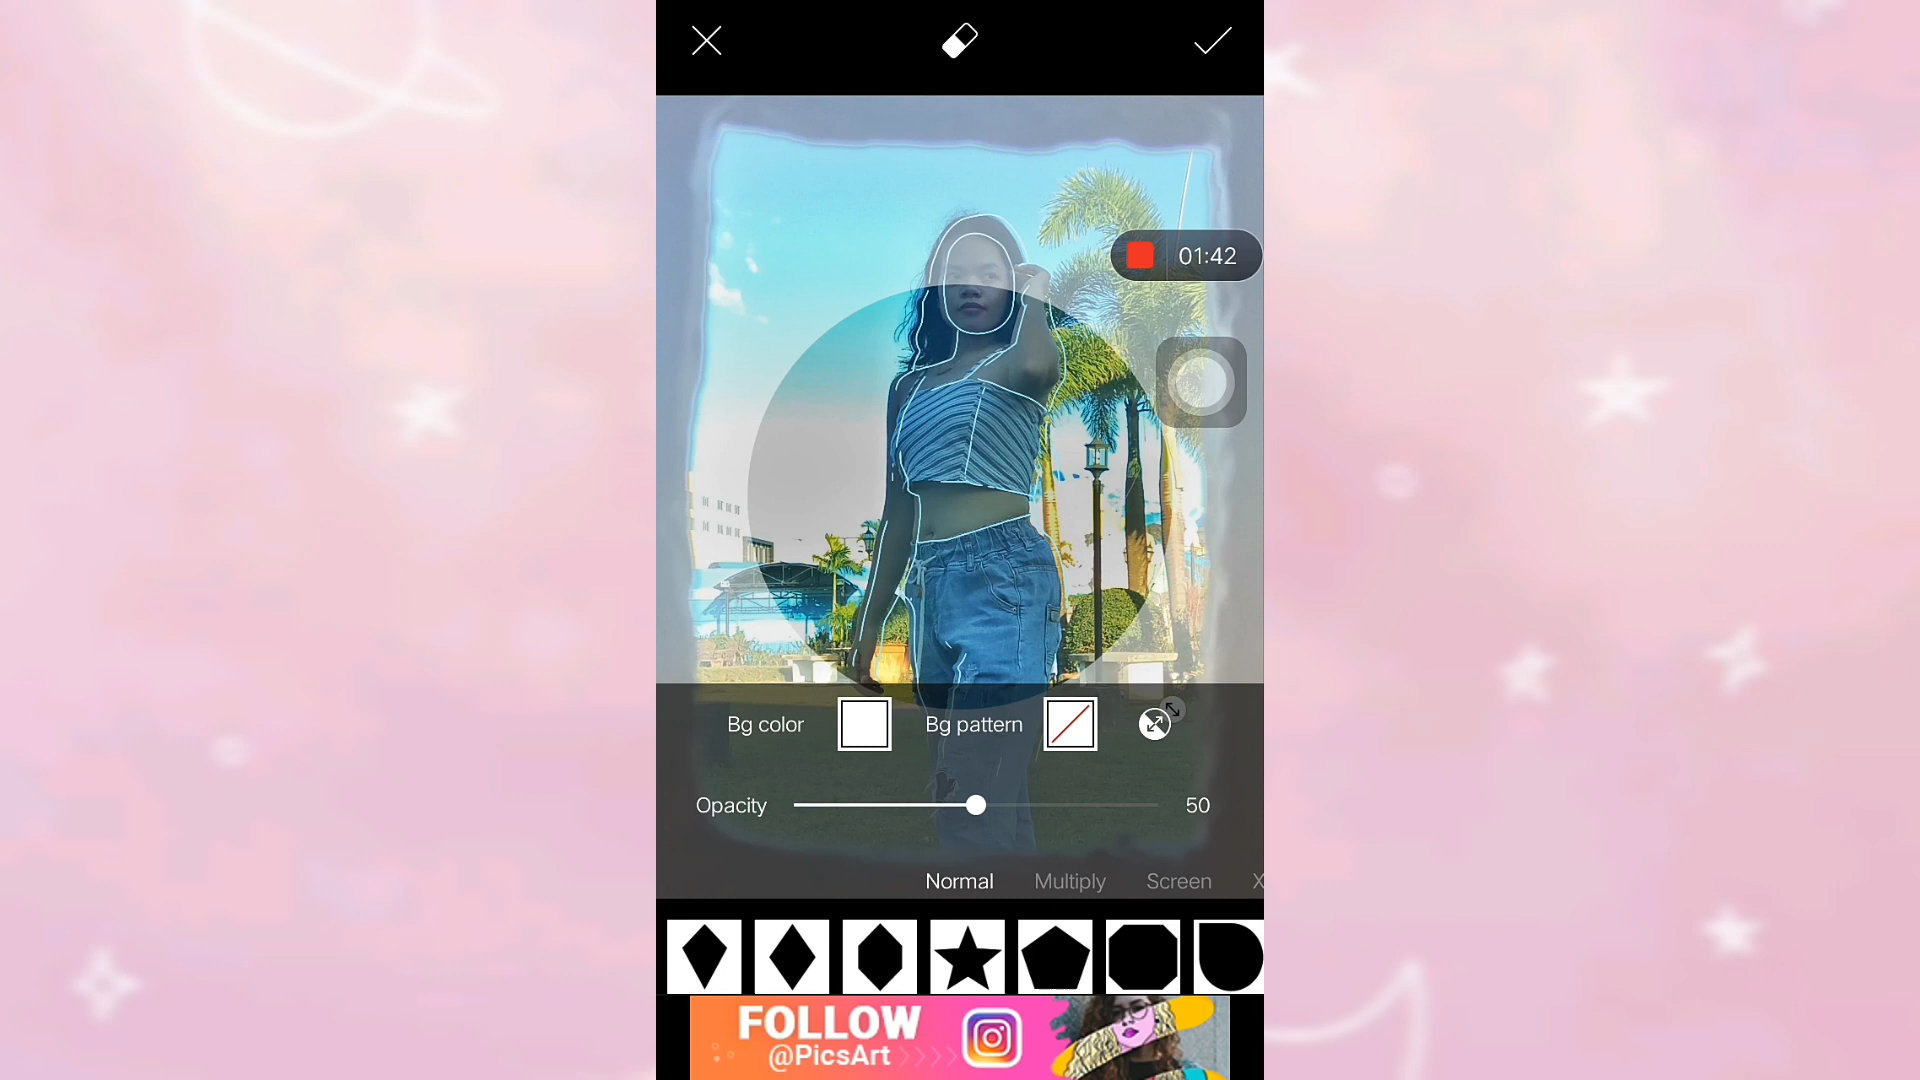 01:42
Bg color Bg pattern
Opacity 50
Normal Multiply Screen X
FOLLOW
@PicsArt